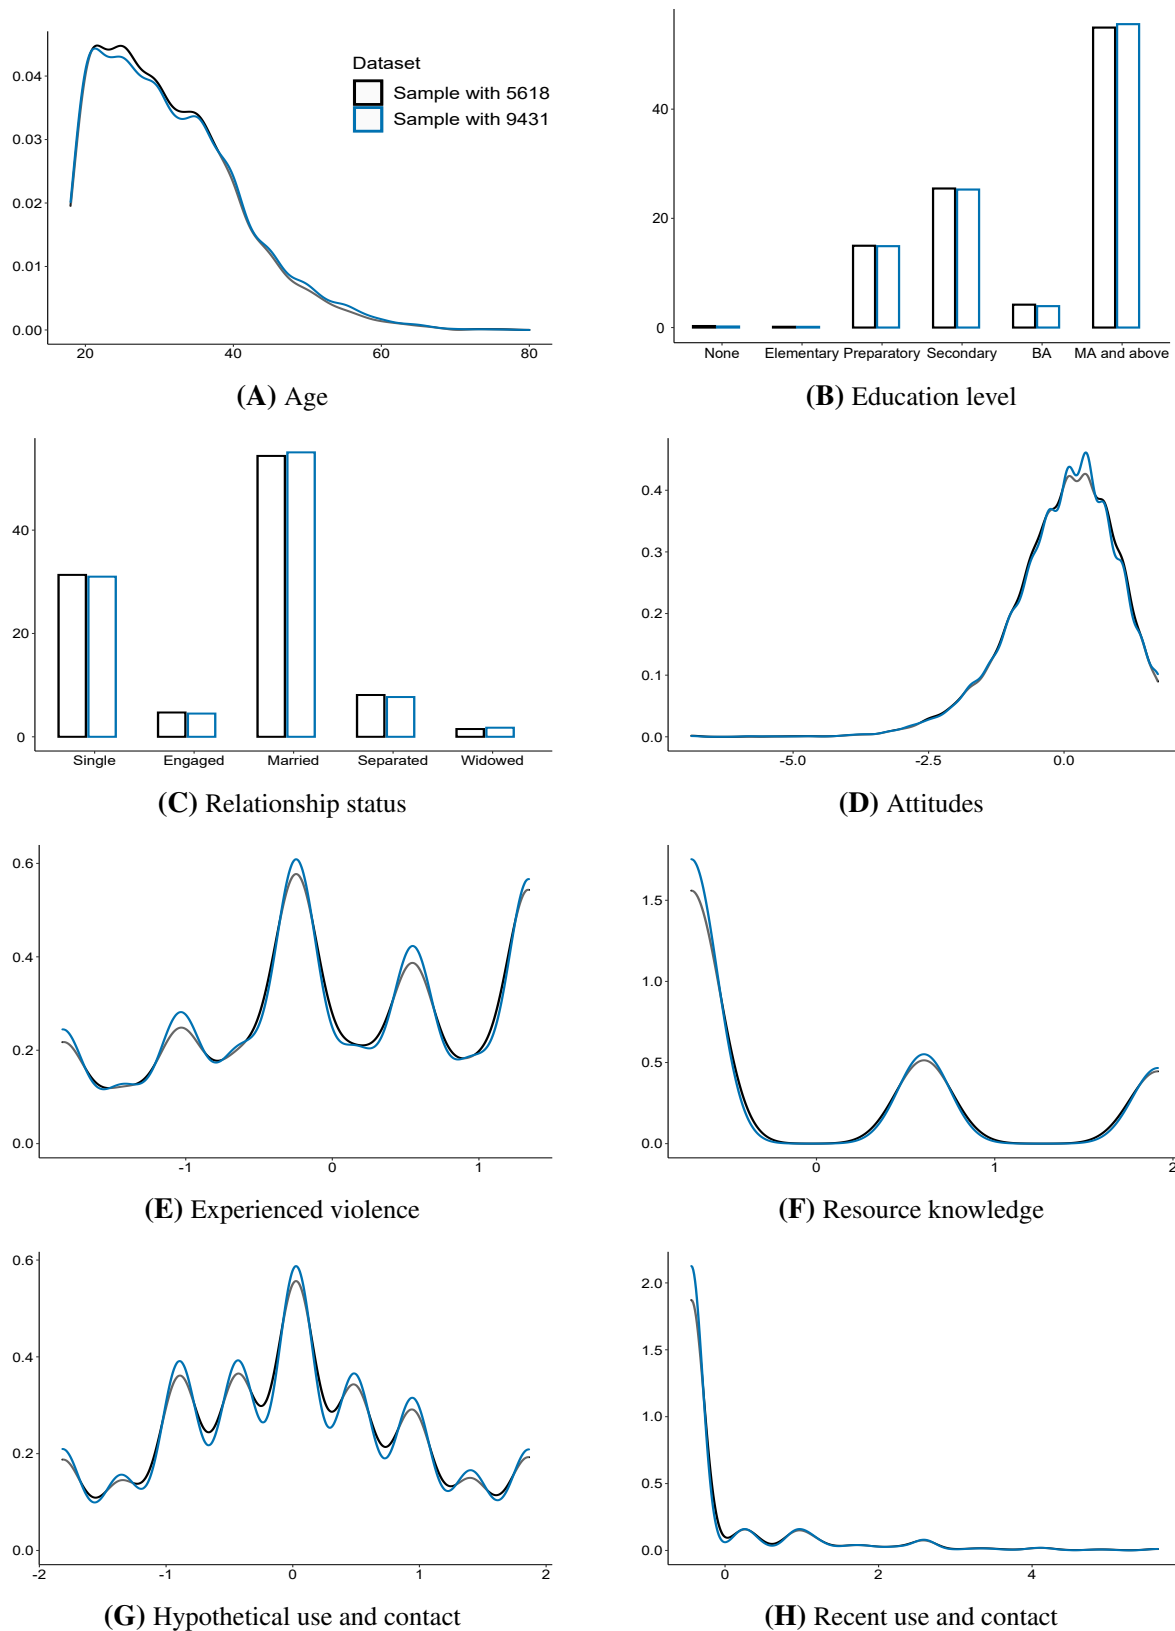 0.04
0.03
0.02
0.01
0.00
20 40 60 80
Dataset
Sample with 5618
Sample with 9431
(A) Age
40
20
0
None Elementary Preparatory Secondary BA MA and above
(B) Education level
40
20
0
Single Engaged Married Separated Widowed
(C) Relationship status
0.4
0.3
0.2
0.1
0.0
-5.0 -2.5 0.0
(D) Attitudes
0.6
0.4
0.2
0.0
-1 0 1
(E) Experienced violence
1.5
1.0
0.5
0.0
0 1 2
(F) Resource knowledge
0.6
0.4
0.2
0.0
-2 -1 0 1 2
(G) Hypothetical use and contact
2.0
1.5
1.0
0.5
0.0
0 2 4
(H) Recent use and contact